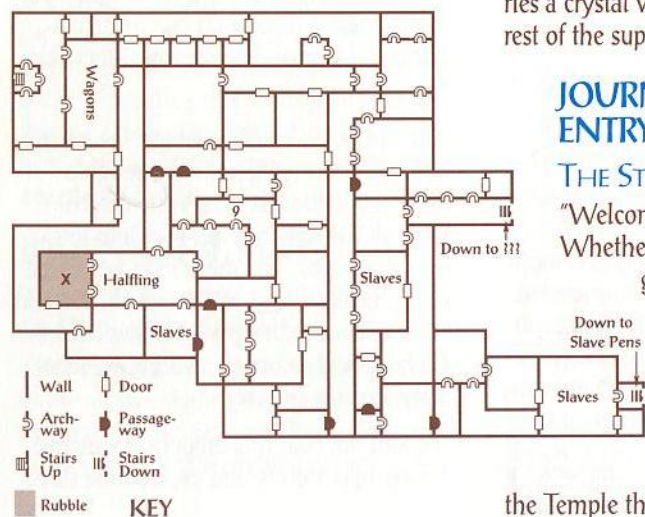 ries a crystal v
rest of the sup
JOURN
ENTRY
THE ST
"Welcom
Whethe
Wagons
9
Down to ???
X
Halfling
Slaves
Slaves
Down to
Slave Pens
Slaves
Wall
Door
Arch-
way
Passage-
way
Stairs
Up
Stairs
Down
Rubble
KEY
the Temple th